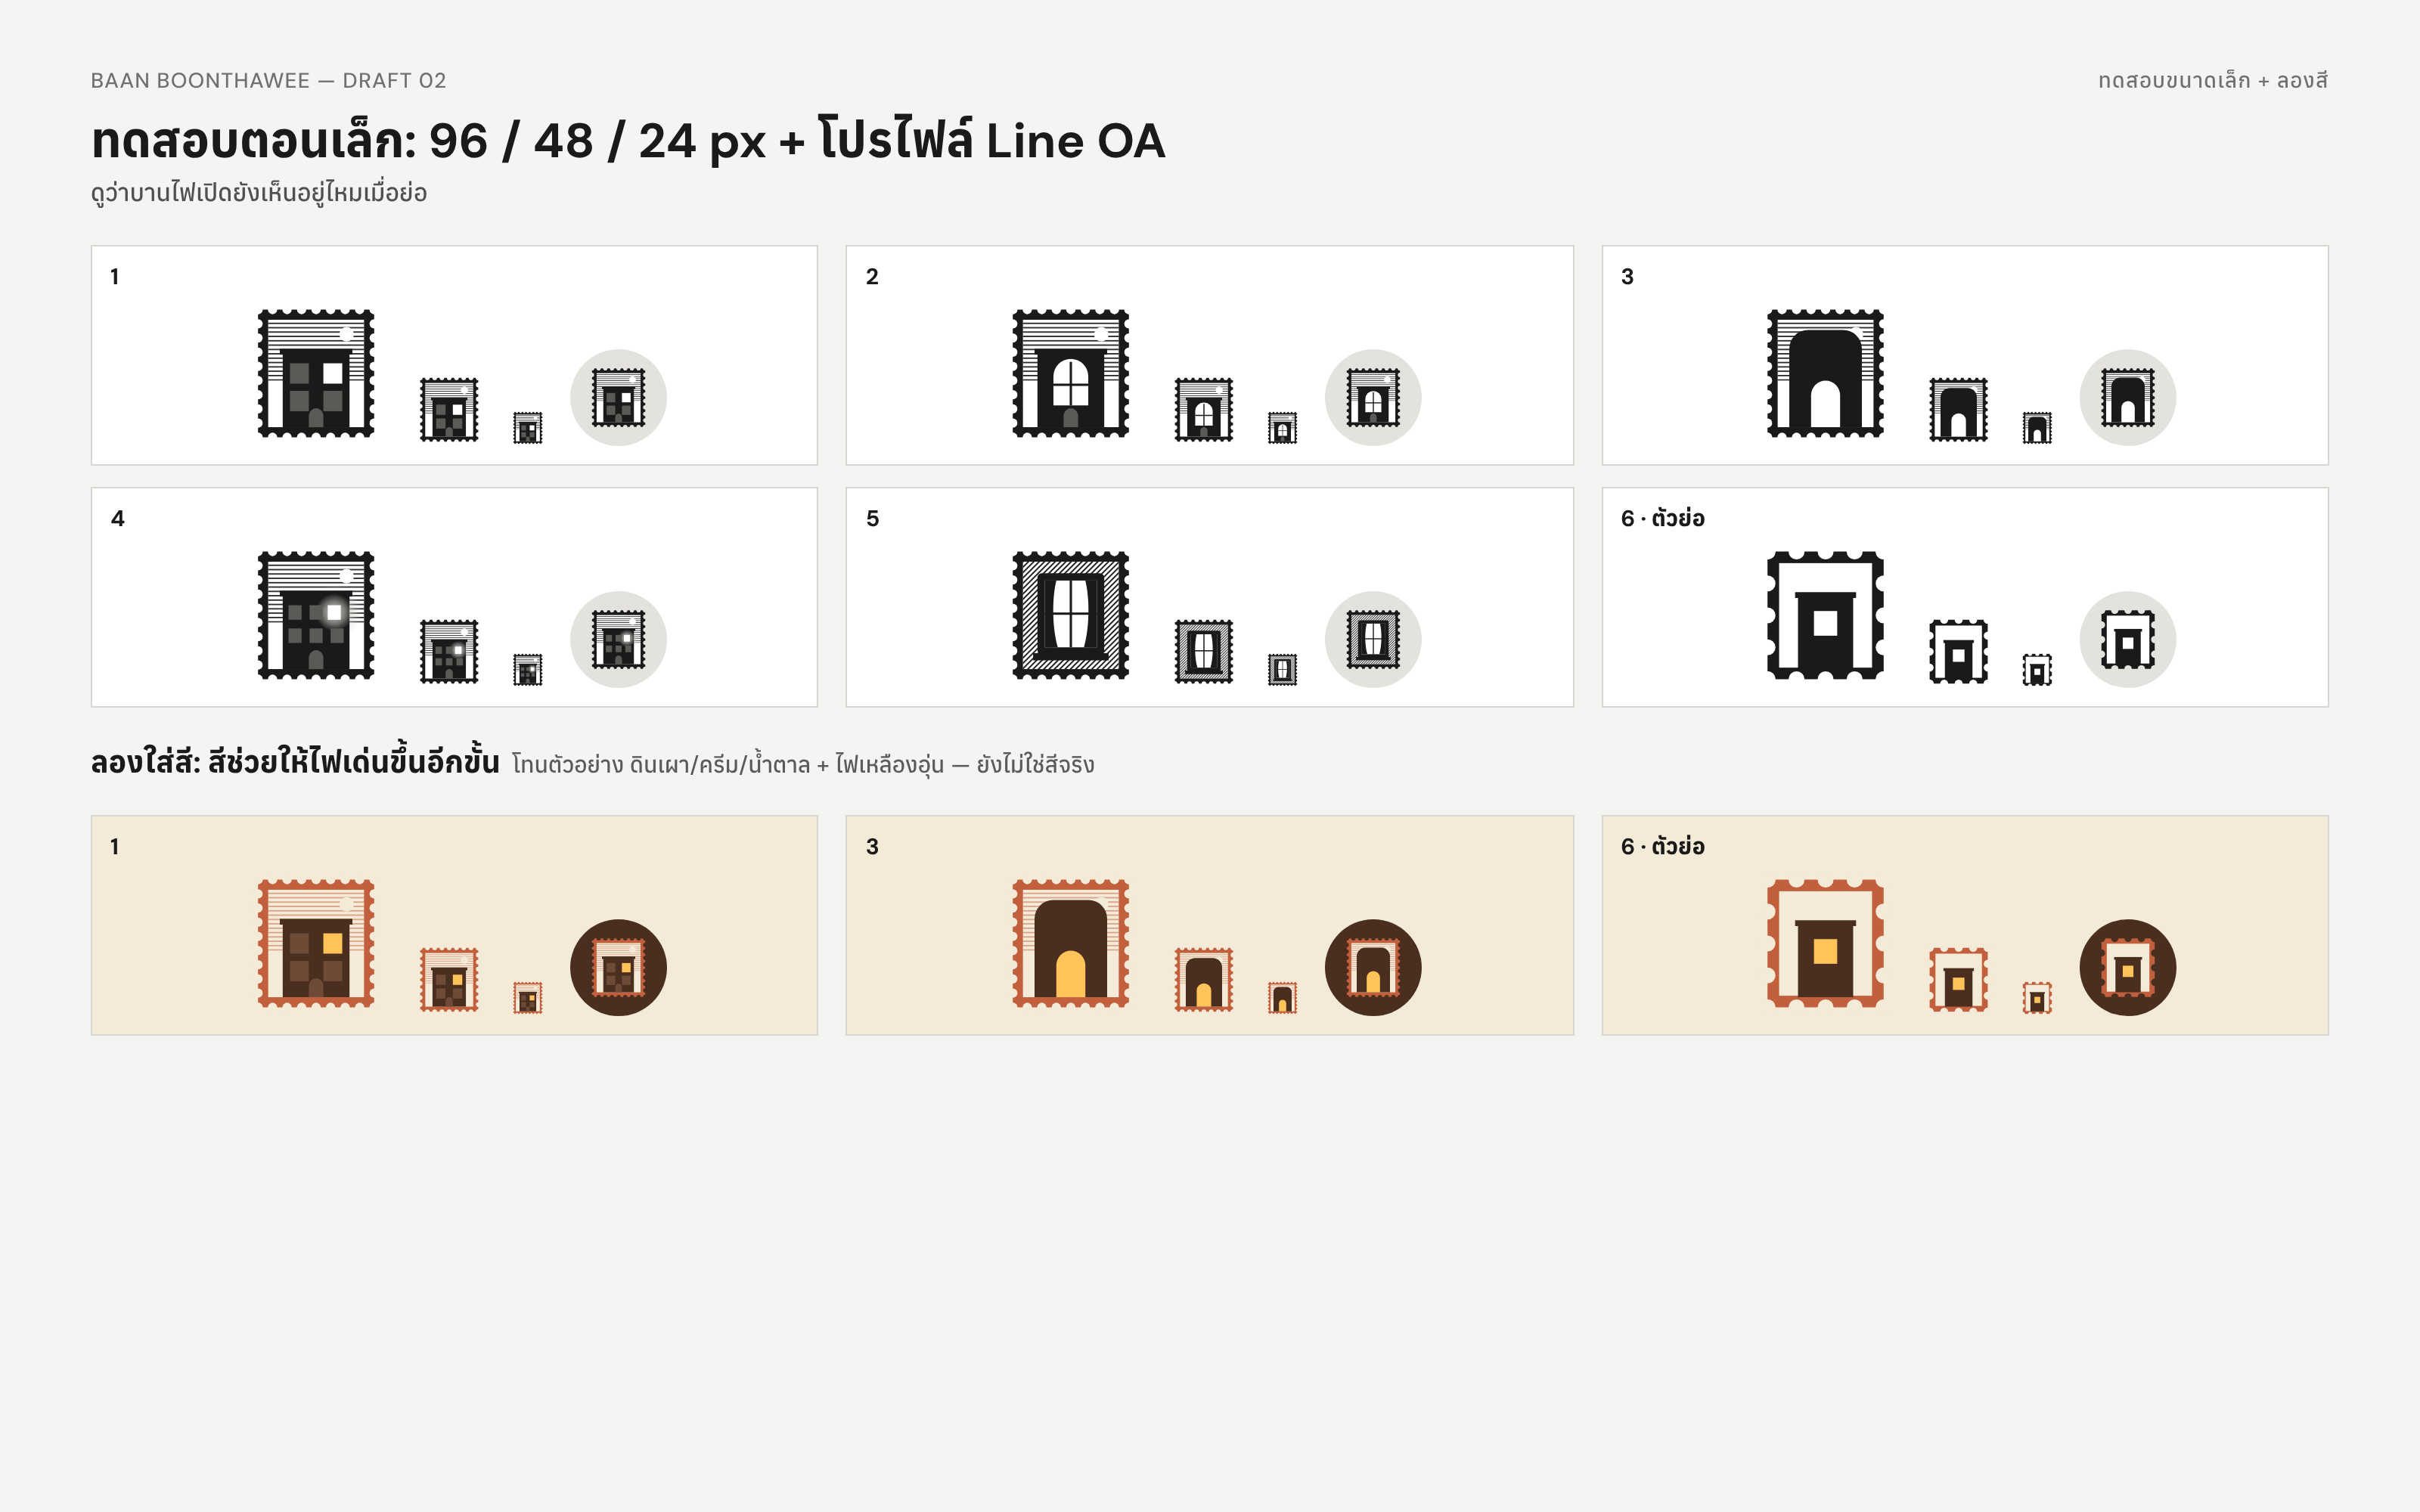 BAAN BOONTHAWEE — DRAFT 02
ทดสอบขนาดเล็ก + ลองสี
ทดสอบตอนเล็ก: 96 / 48 / 24 px + โปรไฟล์ Line OA
ดูว่าบานไฟเปิดยังเห็นอยู่ไหมเมื่อย่อ
1
2
3
4
5
6 · ตัวย่อ
ลองใส่สี: สีช่วยให้ไฟเด่นขึ้นอีกขั้น โทนตัวอย่าง ดินเผา/ครีม/น้ำตาล + ไฟเหลืองอุ่น — ยังไม่ใช่สีจริง
1
3
6 · ตัวย่อ